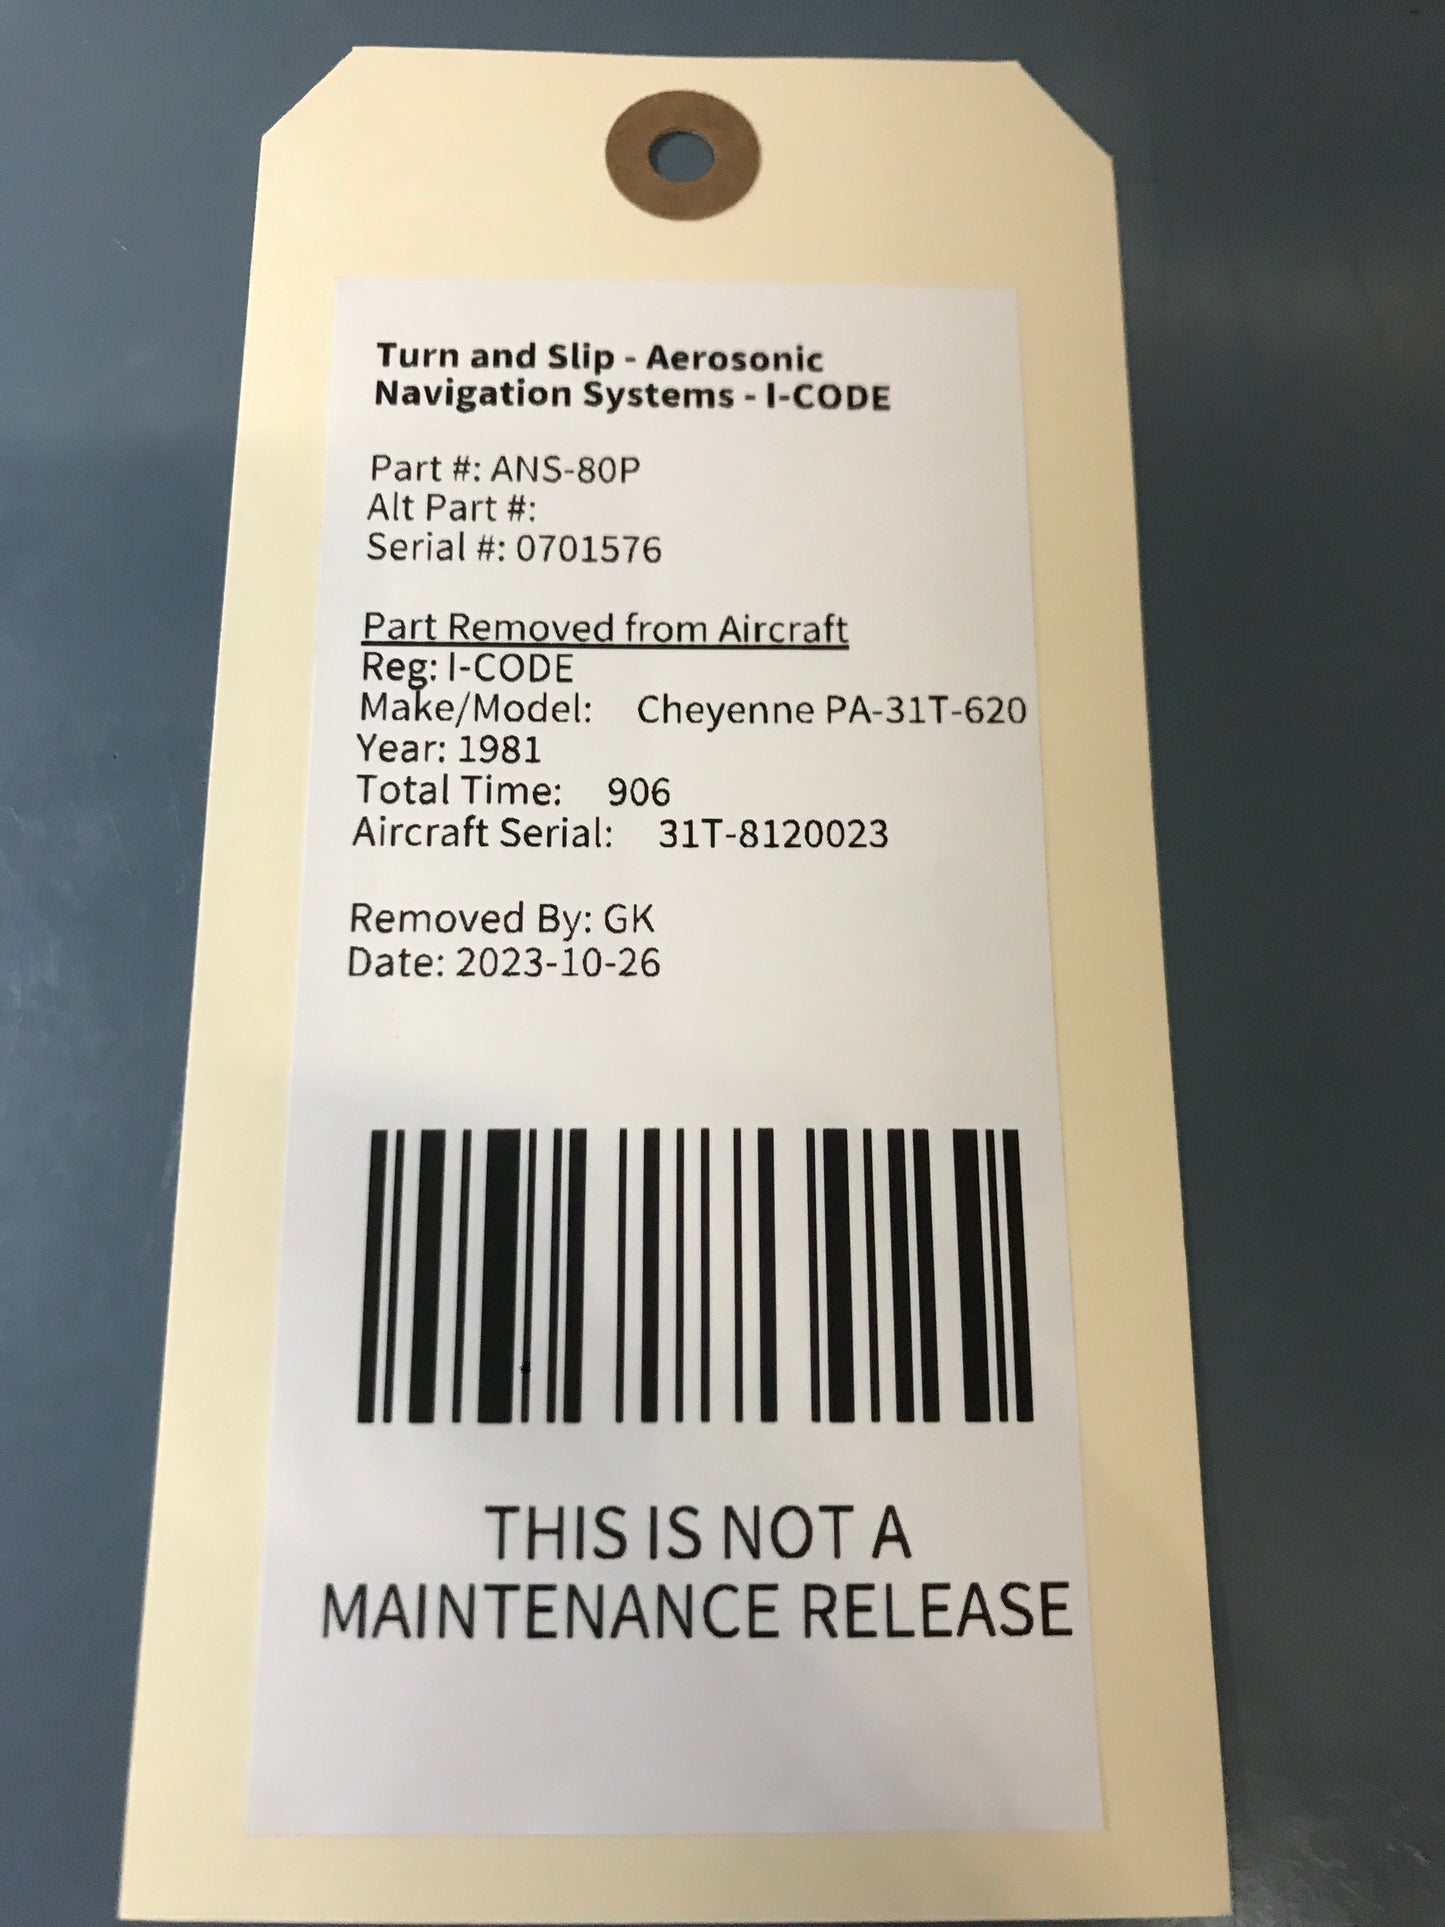 Turn and Slip - Aerosonic
Navigation Systems - I-CODE
Part #: ANS-80P
Alt Part #:
Serial #: 0701576
Part Removed from Aircraft
Reg: I-CODE
Make/Model: Cheyenne PA-31T-620
Year: 1981
Total Time: 906
Aircraft Serial: 31T-8120023
Removed By: GK
Date: 2023-10-26
THIS IS NOT A
MAINTENANCE RELEASE